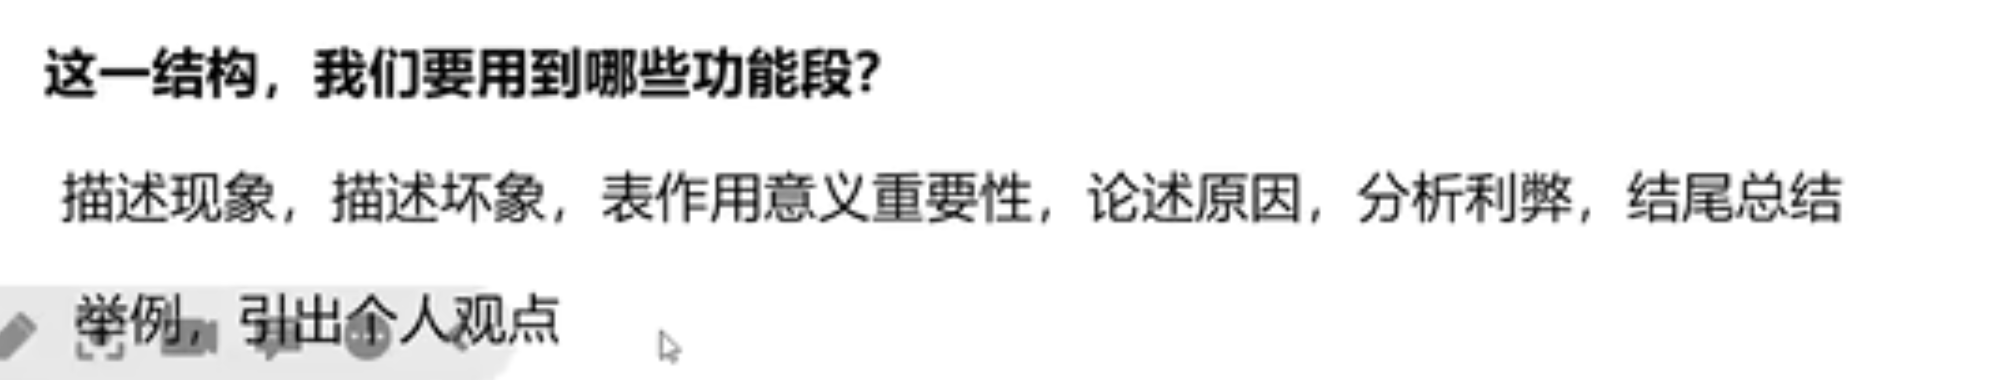 这一结构，我们要用到哪些功能段？
描述现象，描述坏象，表作用意义重要性，论述原因，分析利弊，结尾总结
举例，引出个人观点